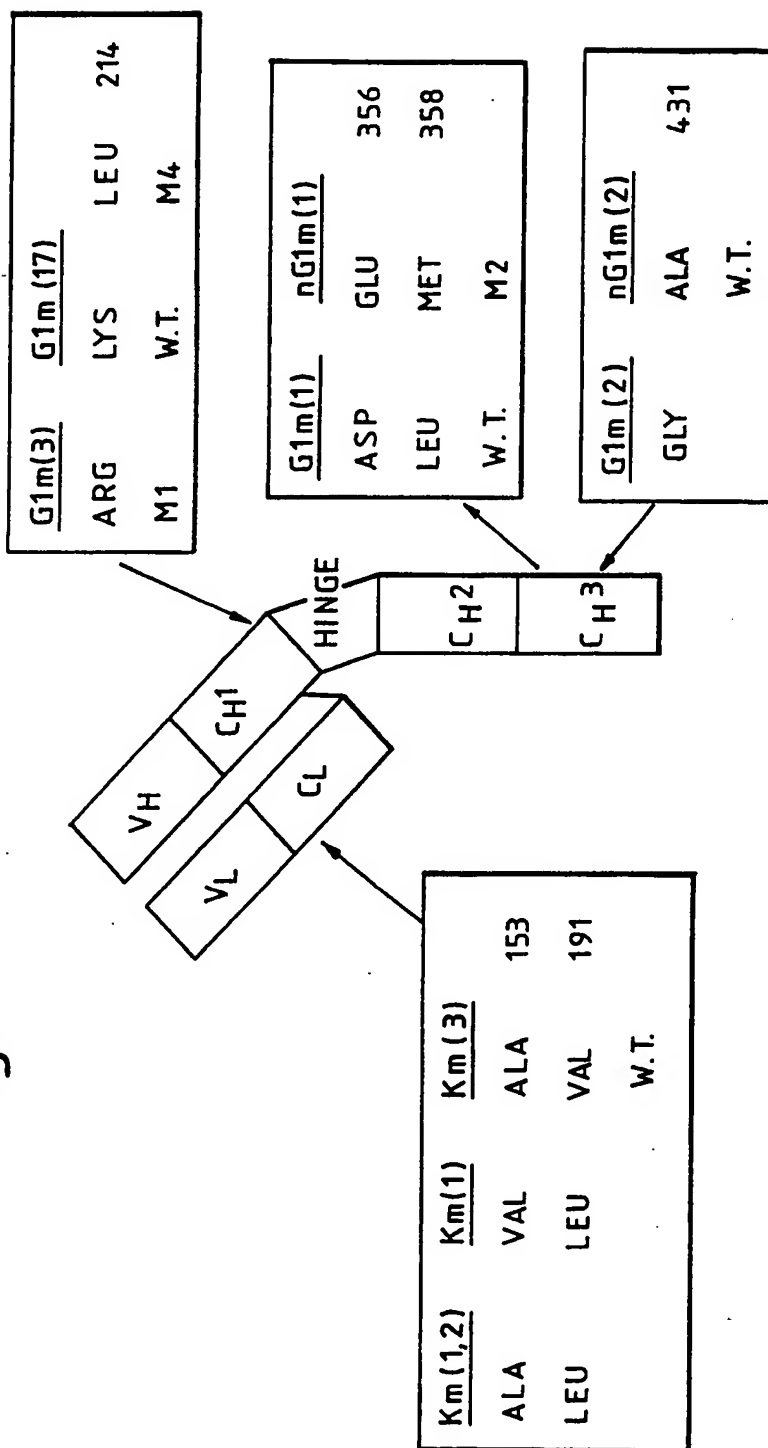 G1m(3) G1m(17)
ARG LYS LEU 214
M1 W.T. M4
G1m(1) nG1m(1)
ASP GLU 356
LEU MET 358
W.T. M2
G1m(2) nG1m(2)
GLY ALA 431
W.T.
VH
CH1
VL
CL
HINGE
CH2
CH3
Km(1,2) Km(1) Km(3)
ALA VAL ALA 153
LEU LEU VAL 191
W.T.